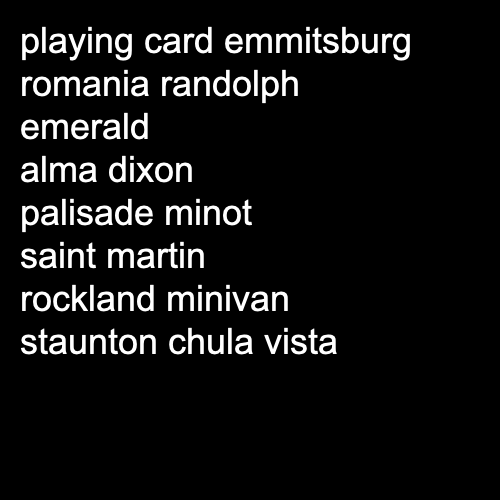 playing card emmitsburg
romania randolph
emerald
alma dixon
palisade minot
saint martin
rockland minivan
staunton chula vista